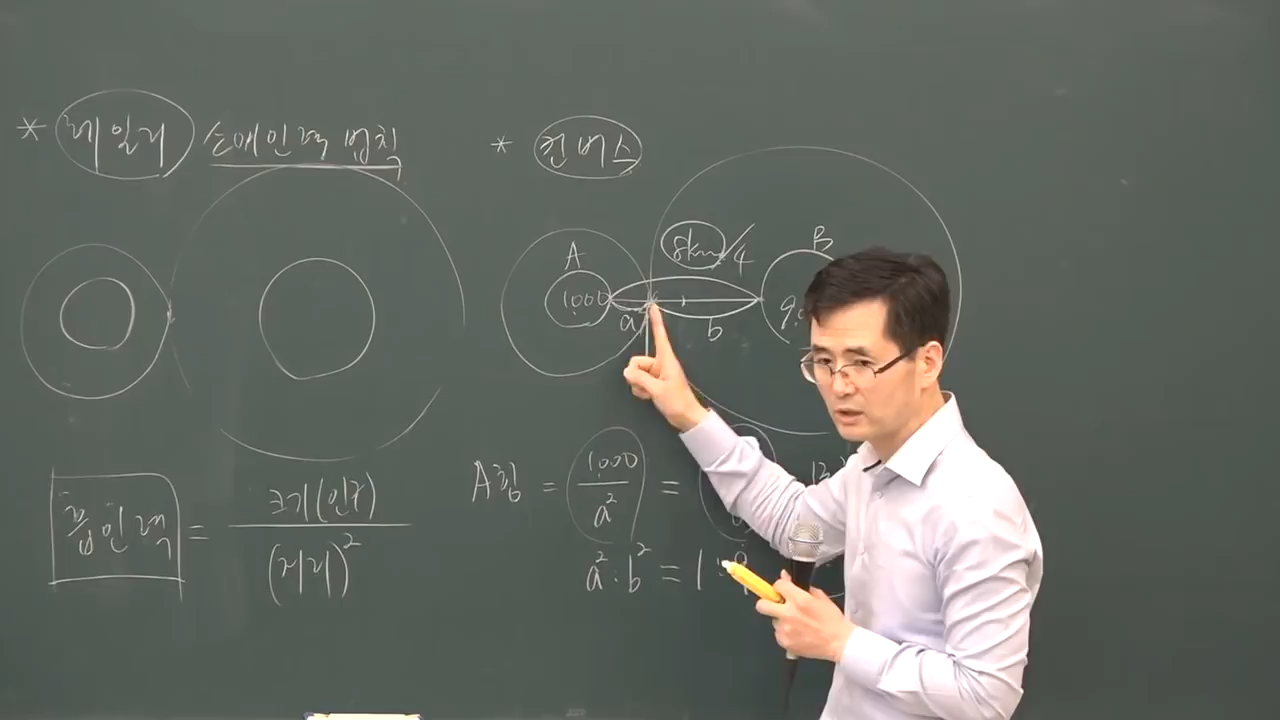 * 레일리 소매인력법칙
흡인력 = 크기(인구)
(거리)²
* 컨버스
8km/4
A
B
1000
a
b
A힘 = 1000 =
a²
a² : b² = 1 : 9